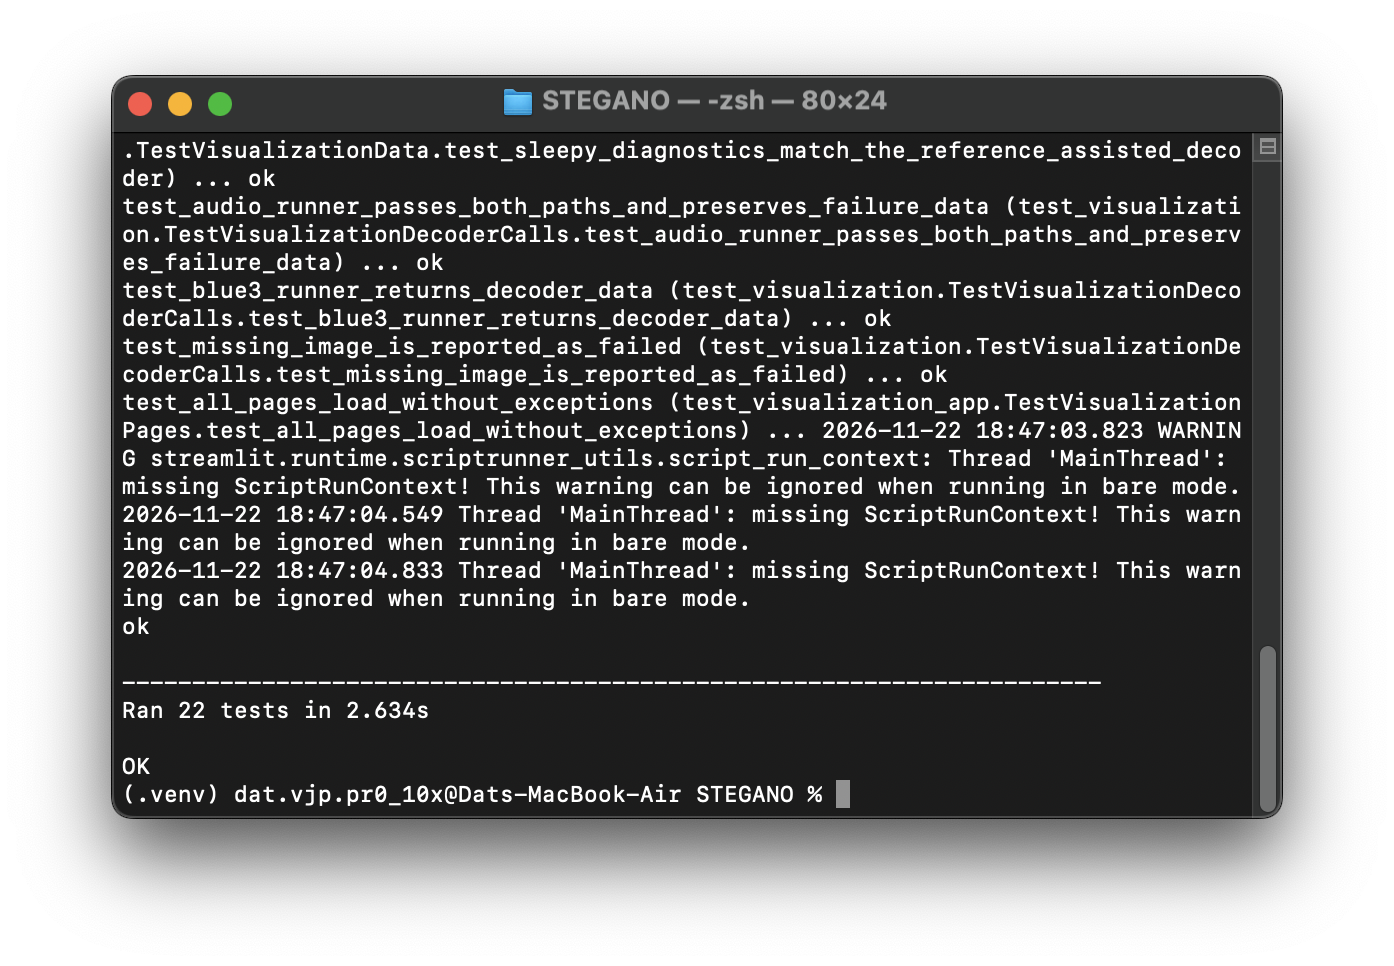 STEGANO — -zsh — 80×24
.TestVisualizationData.test_sleepy_diagnostics_match_the_reference_assisted_deco
der) ... ok
test_audio_runner_passes_both_paths_and_preserves_failure_data (test_visualizati
on.TestVisualizationDecoderCalls.test_audio_runner_passes_both_paths_and_preserv
es_failure_data) ... ok
test_blue3_runner_returns_decoder_data (test_visualization.TestVisualizationDeco
derCalls.test_blue3_runner_returns_decoder_data) ... ok
test_missing_image_is_reported_as_failed (test_visualization.TestVisualizationDe
coderCalls.test_missing_image_is_reported_as_failed) ... ok
test_all_pages_load_without_exceptions (test_visualization_app.TestVisualization
Pages.test_all_pages_load_without_exceptions) ... 2026-11-22 18:47:03.823 WARNIN
G streamlit.runtime.scriptrunner_utils.script_run_context: Thread 'MainThread':
missing ScriptRunContext! This warning can be ignored when running in bare mode.
2026-11-22 18:47:04.549 Thread 'MainThread': missing ScriptRunContext! This warn
ing can be ignored when running in bare mode.
2026-11-22 18:47:04.833 Thread 'MainThread': missing ScriptRunContext! This warn
ing can be ignored when running in bare mode.
ok
----------------------------------------------------------------------
Ran 22 tests in 2.634s
OK
(.venv) dat.vjp.pr0_10x@Dats-MacBook-Air STEGANO %